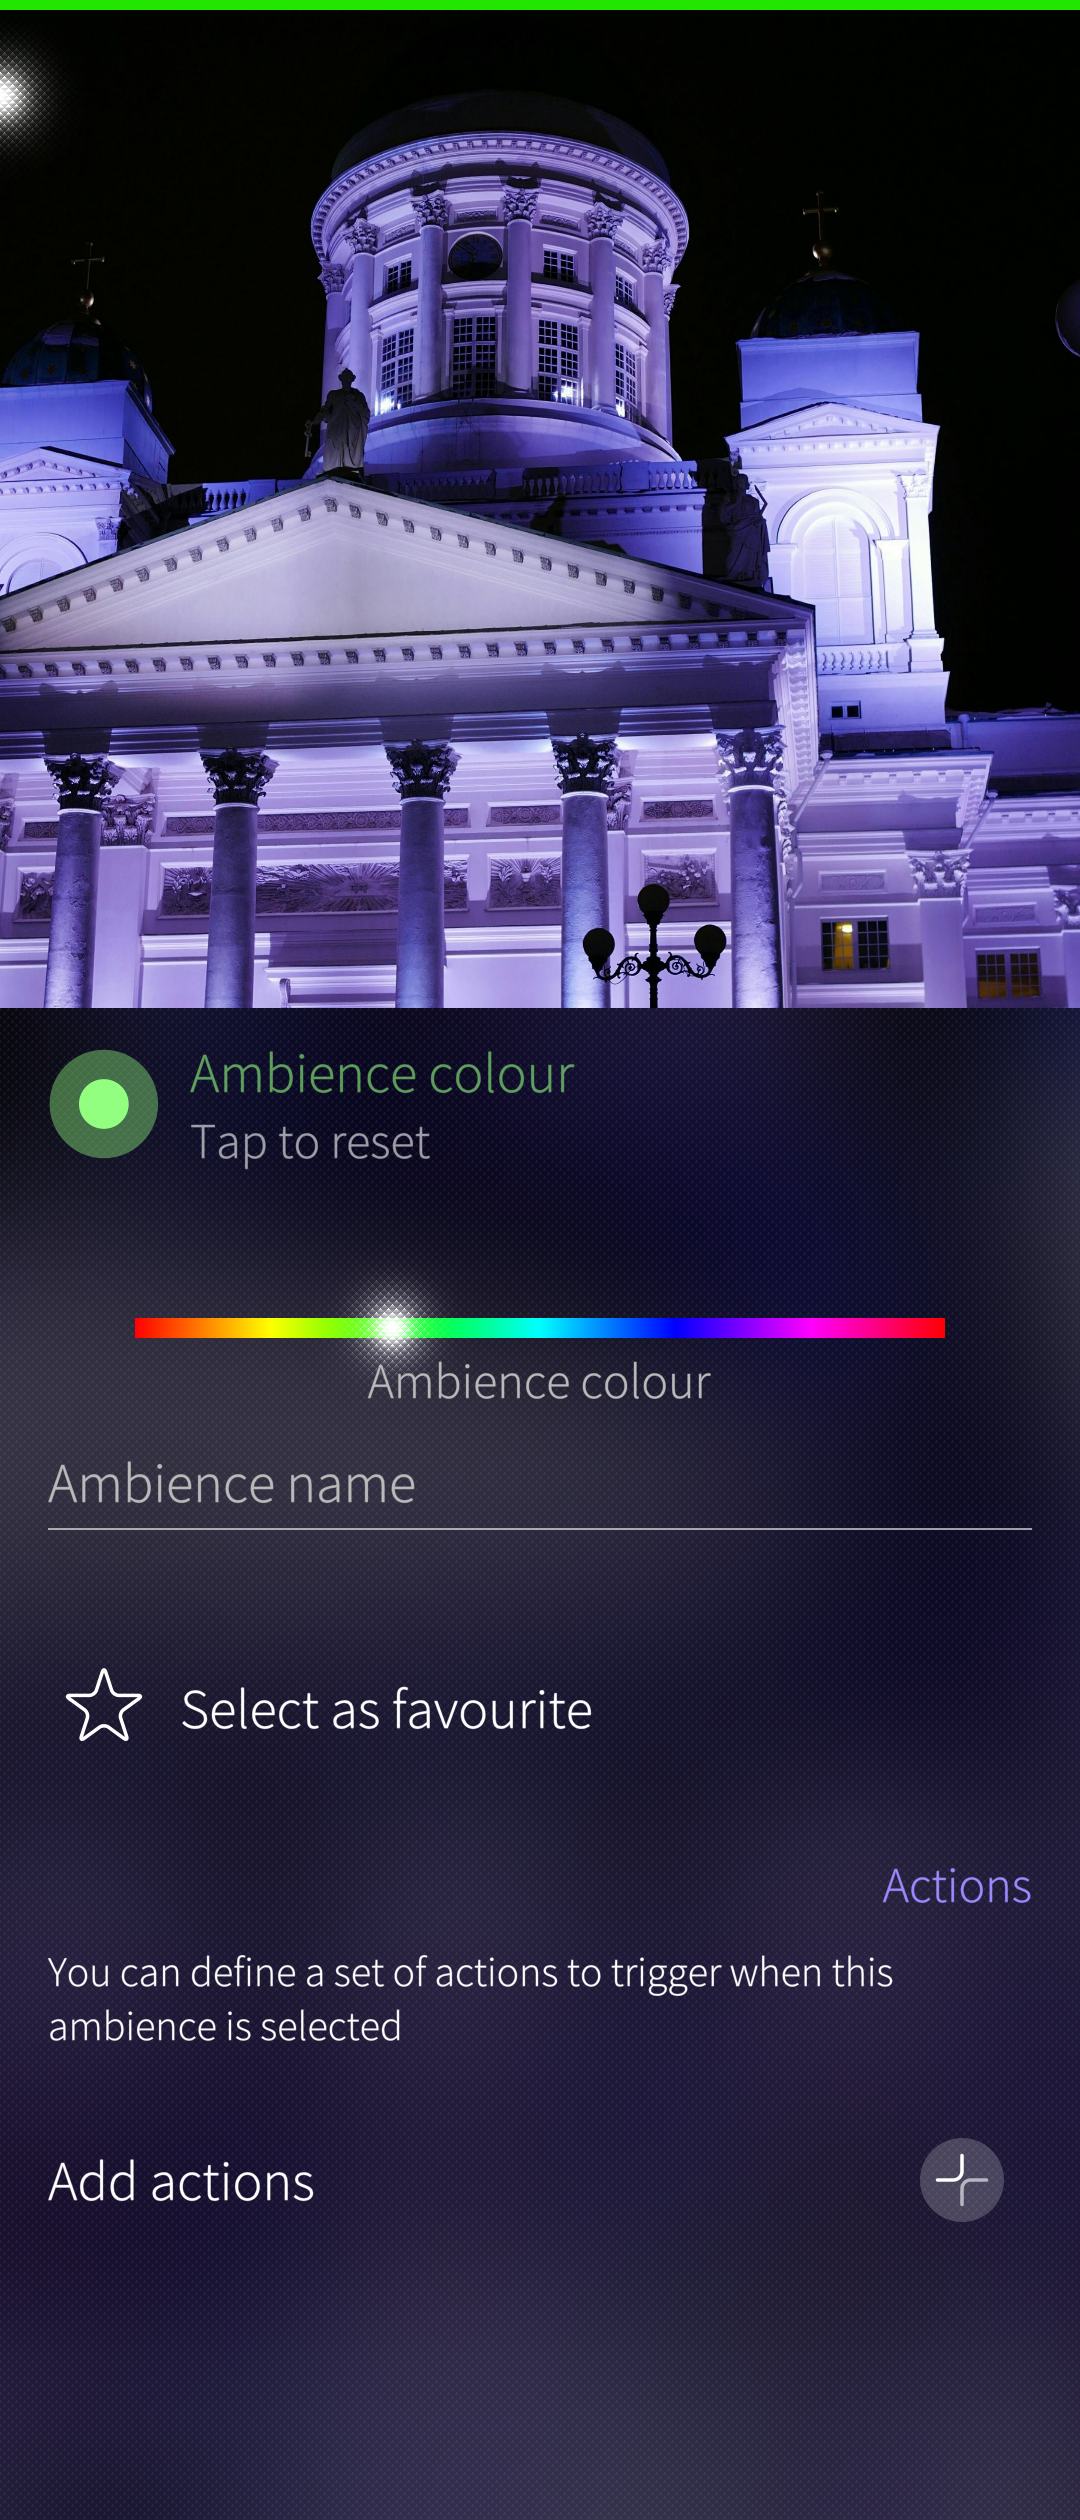 Ambience colour
Tap to reset
Ambience colour
Ambience name
Select as favourite
Actions
You can define a set of actions to trigger when this
ambience is selected
Add actions